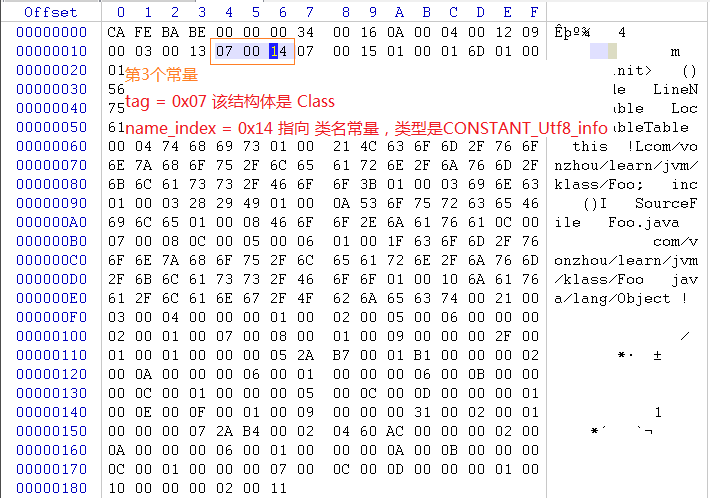 Offset 0 1 2 3 4 5 6 7 8 9 A B C D E F
00000000 CA FE BA BE 00 00 00 34 00 16 0A 00 04 00 12 09 Êþº¾ 4
00000010 00 03 00 13 07 00 14 07 00 15 01 00 01 6D 01 00 m
00000020 01 nit> ()
第3个常量
00000030 56 LineN
tag = 0x07 该结构体是 Class
00000040 75 ble Loc
00000050 61 ableTable
name_index = 0x14 指向 类名常量，类型是CONSTANT_Utf8_info
00000060 00 04 74 68 69 73 01 00 21 4C 63 6F 6D 2F 76 6F this !Lcom/vo
00000070 6E 7A 68 6F 75 2F 6C 65 61 72 6E 2F 6A 76 6D 2F nzhou/learn/jvm/
00000080 6B 6C 61 73 73 2F 46 6F 6F 3B 01 00 03 69 6E 63 klass/Foo; inc
00000090 01 00 03 28 29 49 01 00 0A 53 6F 75 72 63 65 46 ()I SourceF
000000A0 69 6C 65 01 00 08 46 6F 6F 2E 6A 61 76 61 0C 00 ile Foo.java
000000B0 07 00 08 0C 00 05 00 06 01 00 1F 63 6F 6D 2F 76 com/v
000000C0 6F 6E 7A 68 6F 75 2F 6C 65 61 72 6E 2F 6A 76 6D onzhou/learn/jvm
000000D0 2F 6B 6C 61 73 73 2F 46 6F 6F 01 00 10 6A 61 76 /klass/Foo jav
000000E0 61 2F 6C 61 6E 67 2F 4F 62 6A 65 63 74 00 21 00 a/lang/Object !
000000F0 03 00 04 00 00 00 01 00 02 00 05 00 06 00 00 00
00000100 02 00 01 00 07 00 08 00 01 00 09 00 00 00 2F 00 /
00000110 01 00 01 00 00 00 05 2A B7 00 01 B1 00 00 00 02 *· ±
00000120 00 0A 00 00 00 06 00 01 00 00 00 06 00 0B 00 00
00000130 00 0C 00 01 00 00 00 05 00 0C 00 0D 00 00 00 01
00000140 00 0E 00 0F 00 01 00 09 00 00 00 31 00 02 00 01 1
00000150 00 00 00 07 2A B4 00 02 04 60 AC 00 00 00 02 00 *´ `¬
00000160 0A 00 00 00 06 00 01 00 00 00 0A 00 0B 00 00 00
00000170 0C 00 01 00 00 00 07 00 0C 00 0D 00 00 00 01 00
00000180 10 00 00 00 02 00 11